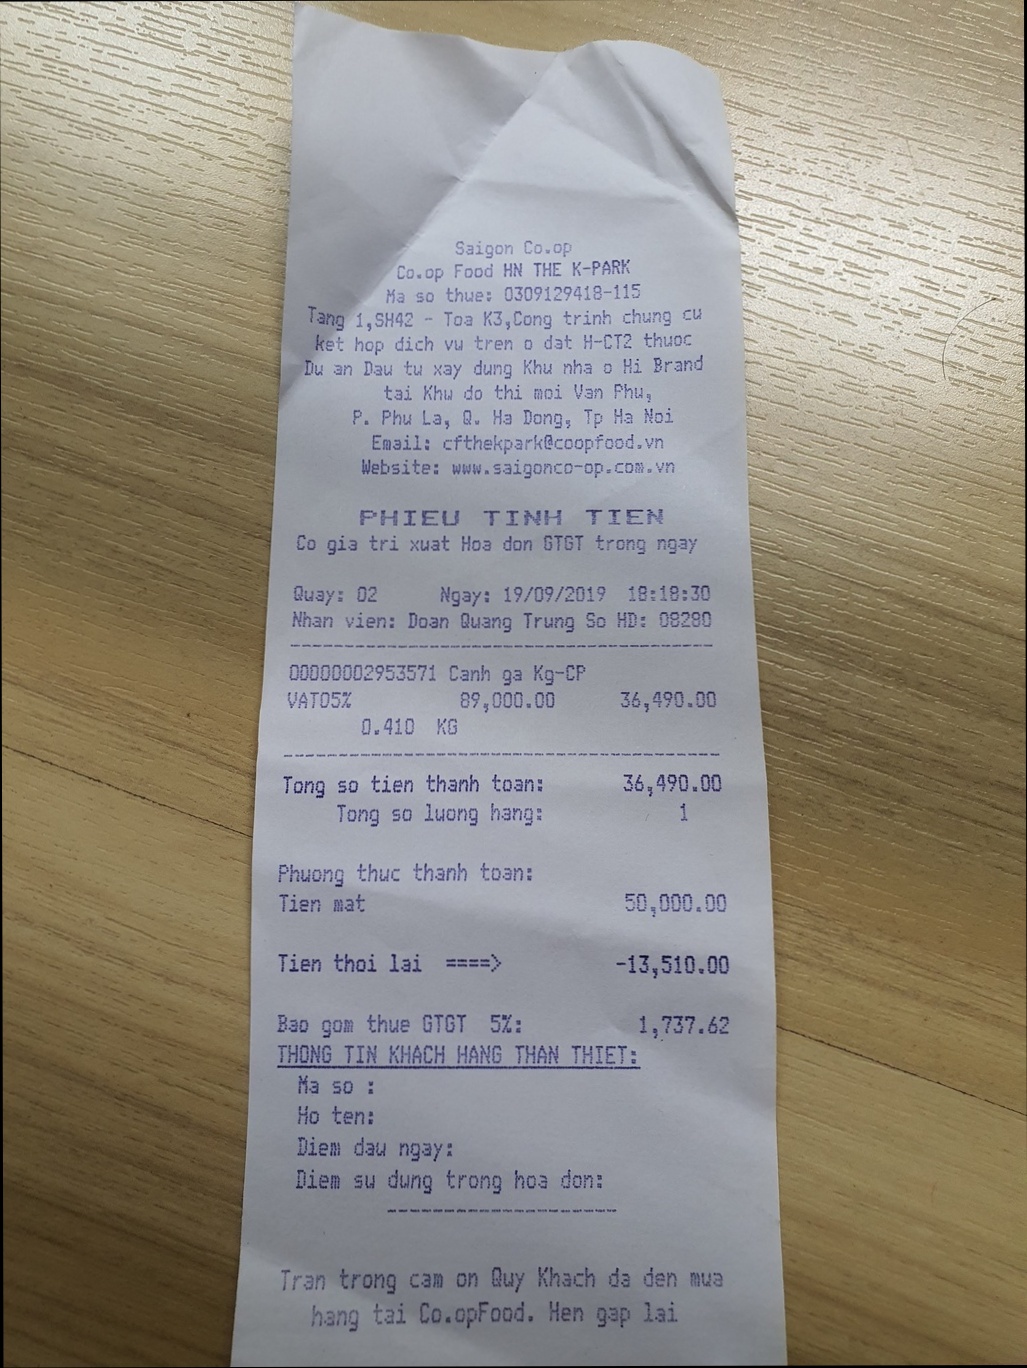 Saigon Co.op
Co.op Food HN THE K-PARK
Ma so thue: 0309129418-115
Tang 1,SH42 - Toa K3,Cong trinh chung cu
ket hop dich vu tren o dat H-CT2 thuoc
Du an Dau tu xay dung Khu nha o Hi Brand
tai Khu do thi moi Van Phu,
P. Phu La, Q. Ha Dong, Tp Ha Noi
Email: cfthekpark@coopfood.vn
Website: www.saigonco-op.com.vn
PHIEU TINH TIEN
Co gia tri xuat Hoa don GTGT trong ngay
Quay: 02 Ngay: 19/09/2019 18:18:30
Nhan vien: Doan Quang Trung So HD: 08280
00000002953571 Canh ga Kg-CP
VAT05% 89,000.00 36,490.00
0.410 KG
Tong so tien thanh toan: 36,490.00
Tong so luong hang: 1
Phuong thuc thanh toan:
Tien mat 50,000.00
Tien thoi lai ====> -13,510.00
Bao gom thue GTGT 5%: 1,737.62
THONG TIN KHACH HANG THAN THIET:
Ma so :
Ho ten:
Diem dau ngay:
Diem su dung trong hoa don:
Tran trong cam on Quy Khach da den mua
hang tai Co.opFood. Hen gap lai